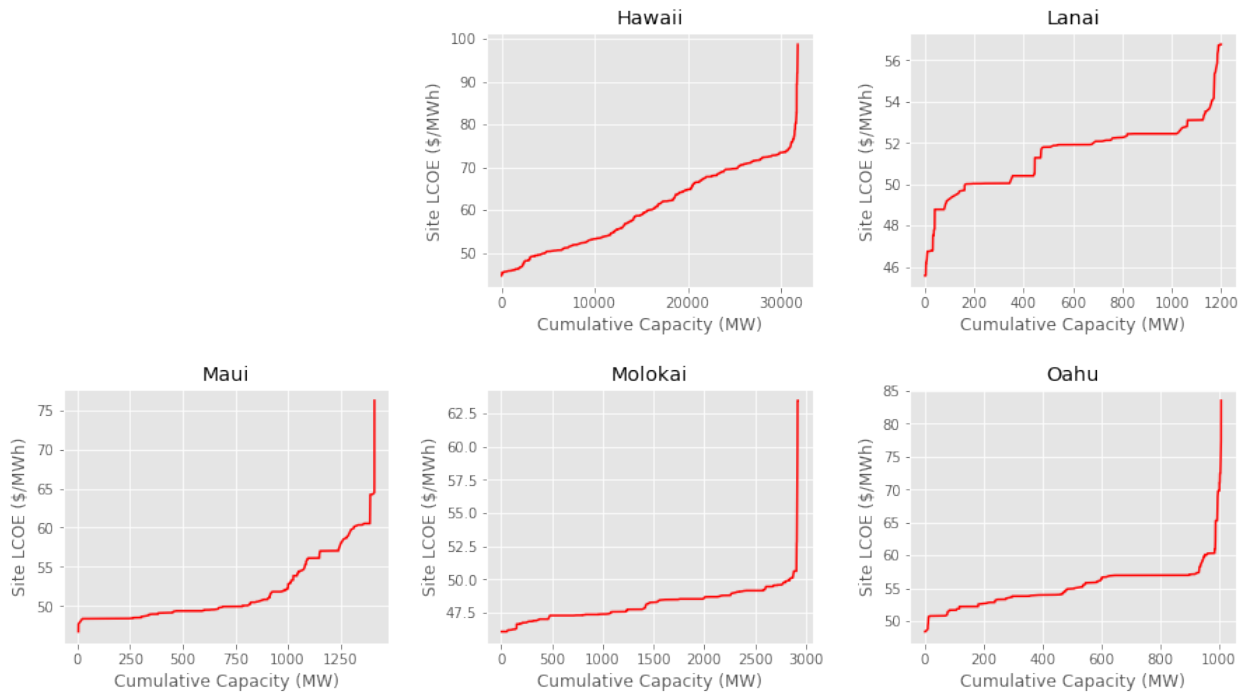 Hawaii
100
90
80
70
60
50
Site LCOE ($/MWh)
0 10000 20000 30000
Cumulative Capacity (MW)
Lanai
56
54
52
50
48
46
Site LCOE ($/MWh)
0 200 400 600 800 1000 1200
Cumulative Capacity (MW)
Maui
75
70
65
60
55
50
Site LCOE ($/MWh)
0 250 500 750 1000 1250
Cumulative Capacity (MW)
Molokai
62.5
60.0
57.5
55.0
52.5
50.0
47.5
Site LCOE ($/MWh)
0 500 1000 1500 2000 2500 3000
Cumulative Capacity (MW)
Oahu
85
80
75
70
65
60
55
50
Site LCOE ($/MWh)
0 200 400 600 800 1000
Cumulative Capacity (MW)